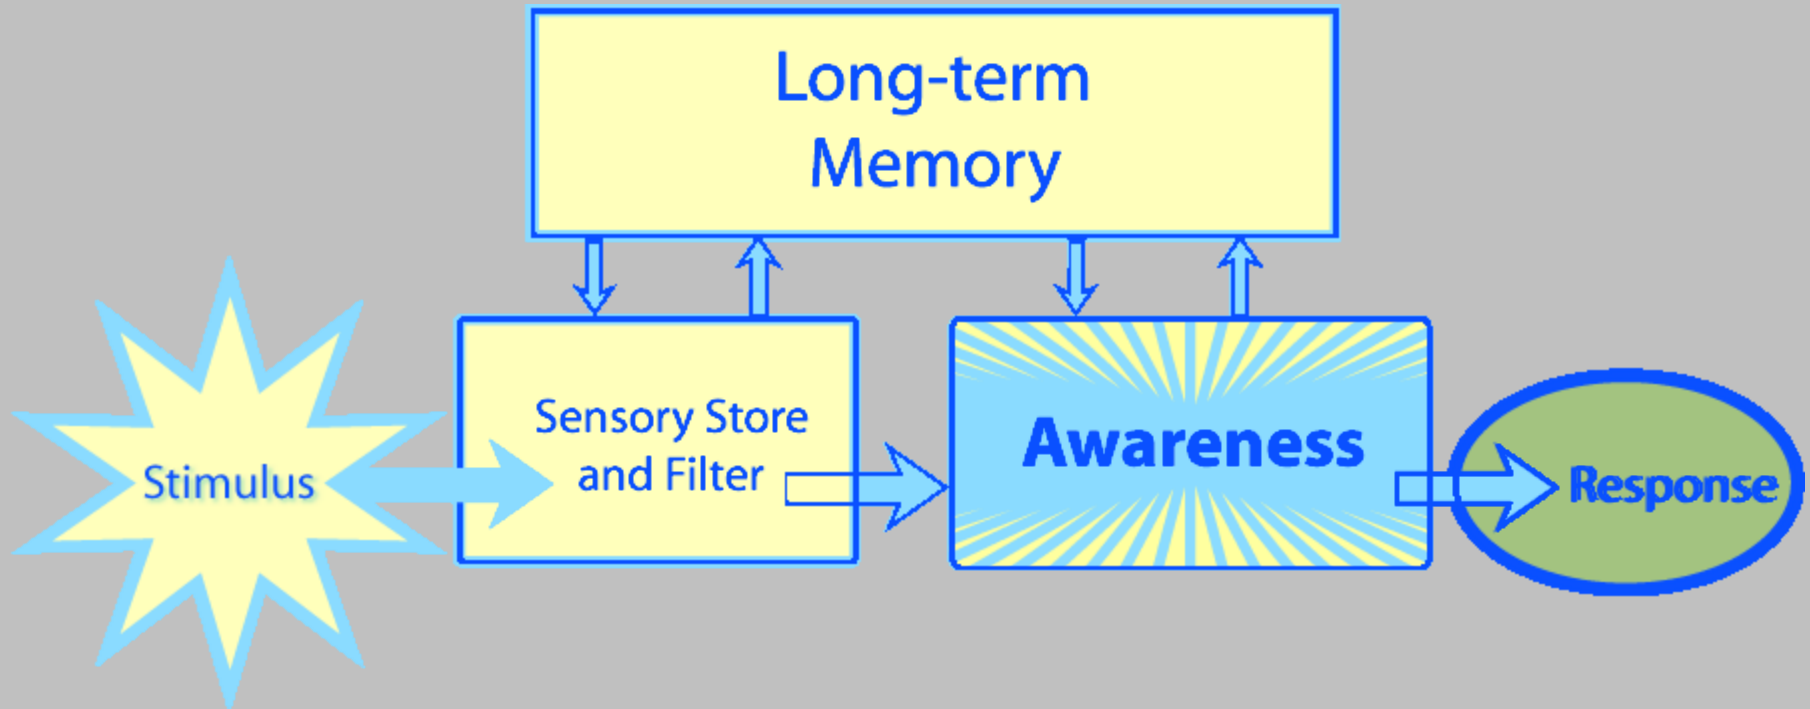 Long-term
Memory
Stimulus
Sensory Store
and Filter
Awareness
Response